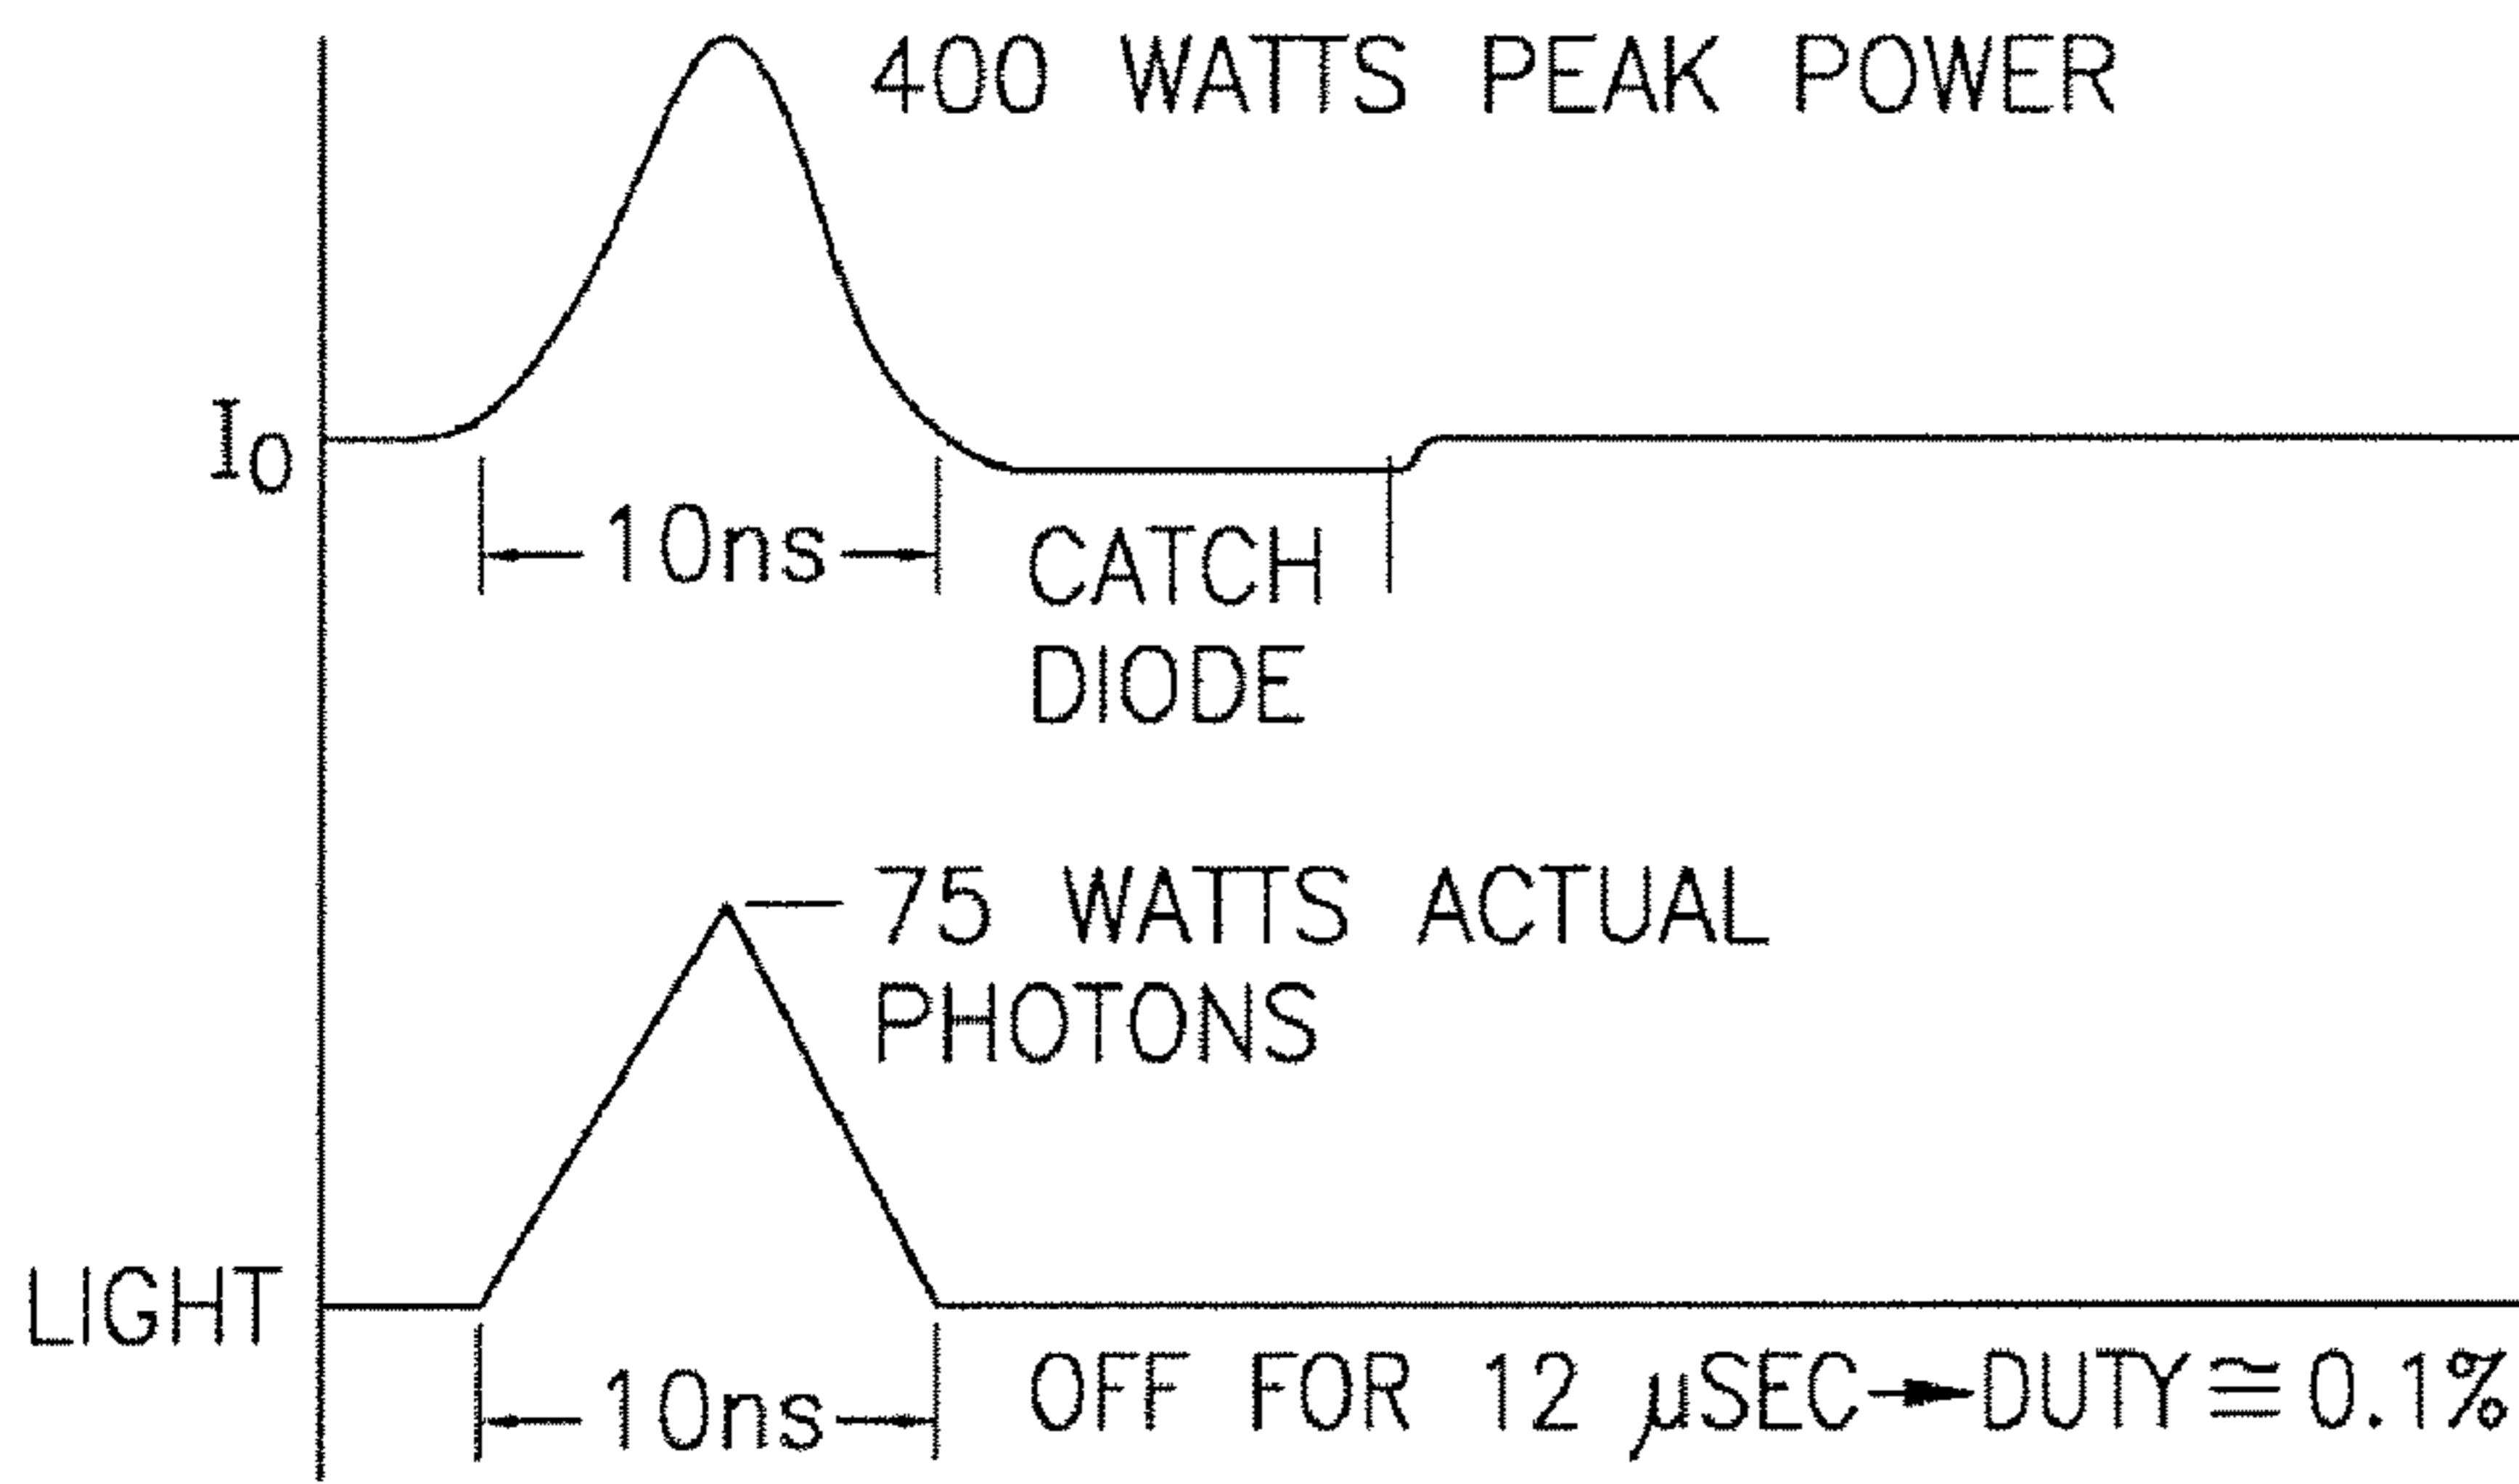 400 WATTS PEAK POWER
I0
10ns
CATCH
DIODE
75 WATTS ACTUAL
PHOTONS
LIGHT
10ns
OFF FOR 12 µSEC→DUTY≅0.1%